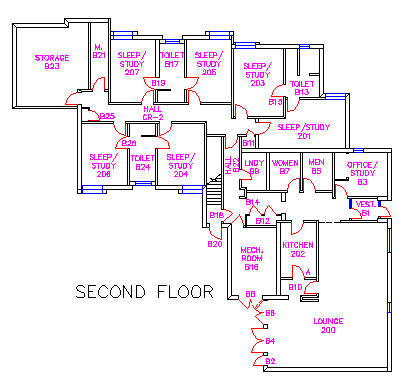 STORAGE
B23
M.
B21
SLEEP/
STUDY
207
TOILET
B17
SLEEP/
STUDY
205
SLEEP/
STUDY
203
TOILET
B13
B19
B15
HALL
CR-2
B25
SLEEP/STUDY
201
B11
B26
SLEEP/
STUDY
206
TOILET
B24
SLEEP/
STUDY
204
HALL
B22
LNDY
B9
WOMEN
B7
MEN
B5
OFFICE/
STUDY
B3
B14
VEST.
B1
B18
B12
B20
MECH.
ROOM
B16
KITCHEN
202
A
B10
B8
SECOND FLOOR
B6
LOUNGE
200
B4
B2